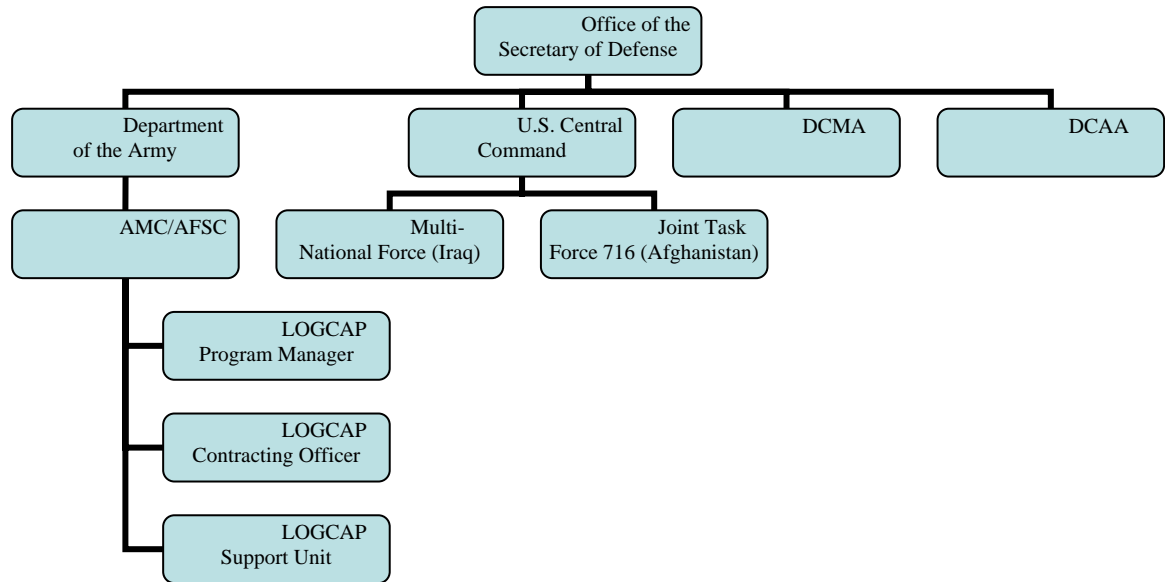 Office of the
Secretary of Defense
Department
of the Army
U.S. Central
Command
DCMA
DCAA
AMC/AFSC
Multi-
National Force (Iraq)
Joint Task
Force 716 (Afghanistan)
LOGCAP
Program Manager
LOGCAP
Contracting Officer
LOGCAP
Support Unit